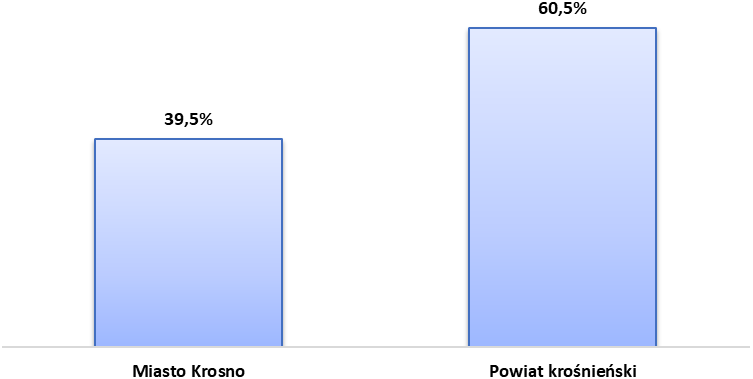 60,5%
39,5%
Miasto Krosno
Powiat krośnieński